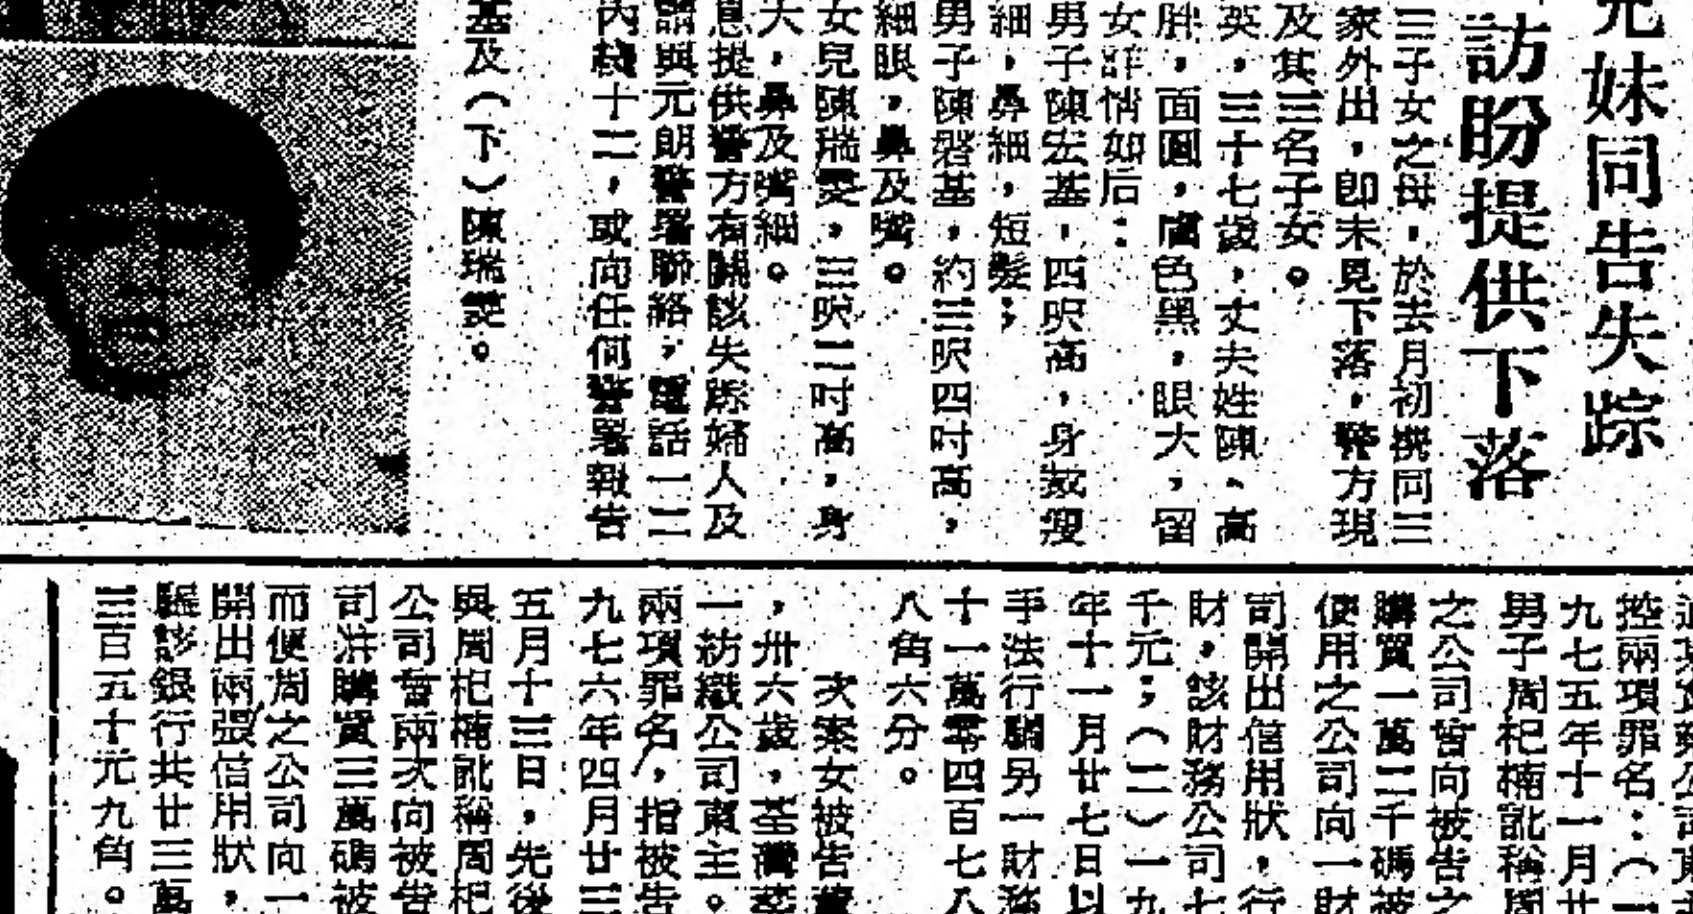 兄妹同告失踪
訪盼提供下落
三子女之母，於去月初携同三
家外出，卽未見下落，警方現
及其三名子女。
英，三十七歲，丈夫姓陳、高
胖，面圓，膚色黑，眼大，留
女詳情如后：
男子陳宏基，四呎高，身材瘦
細，鼻細，短髮；
男子陳磬基，約三呎四吋高，
細眼，鼻及嘴。
女兒陳瑞雯，三呎二吋高，身
大，鼻及嘴細。
息提供警方有關該失踪婦人及
請與元朗警署聯絡，電話一二
內綫十二，或向任何警署報告
基及（下）陳瑞雯。
控兩項罪名：（一
九七五年十一月廿
男子周杞楠訛稱周
之公司曾向被告之
購買一萬二千碼被
使用之公司向一財
司開出信用狀，行
財，該財務公司七
千元；（二）一九
年十一月廿七日以
手法行騙另一財務
十一萬零四百七八
八角六分。
次案女被告
，卅六歲，荃灣荃
一紡織公司東主。
兩項罪名，指被告
九七六年四月廿三
五月十三日，先後
與周杞楠訛稱周杞
公司曾兩次向被告
司洪購買三萬碼被
而便周之公司向一
開出兩張信用狀，
騙該銀行共廿三萬
三百五十元九角。